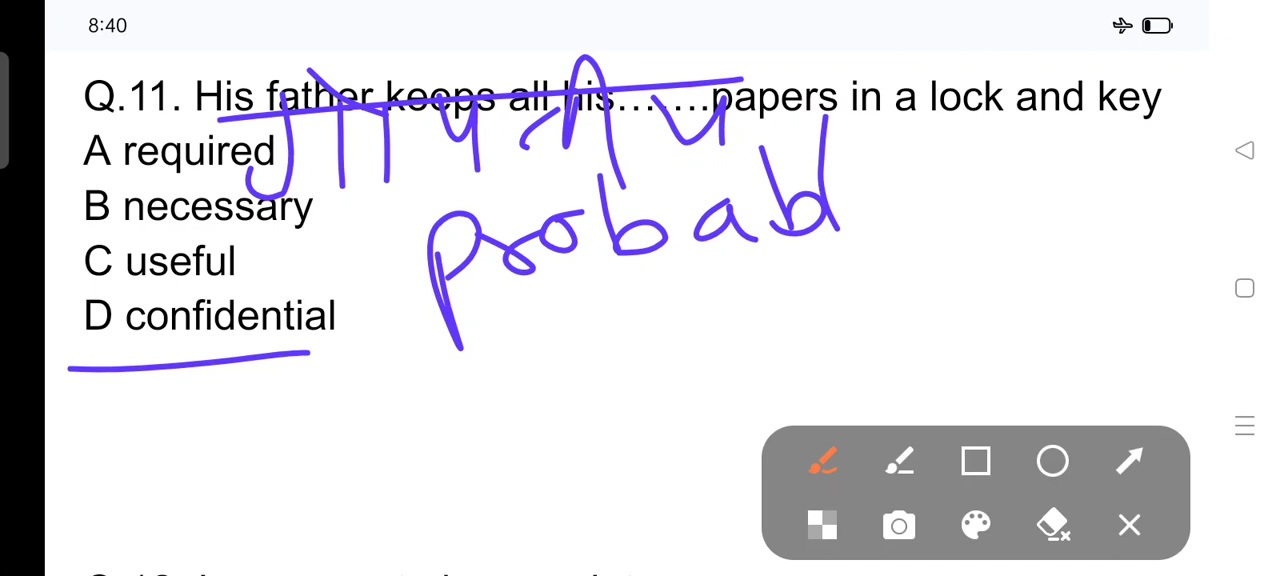 8:40
Q.11. His father keeps all his.......papers in a lock and key
A required
B necessary
C useful
D confidential
probabl